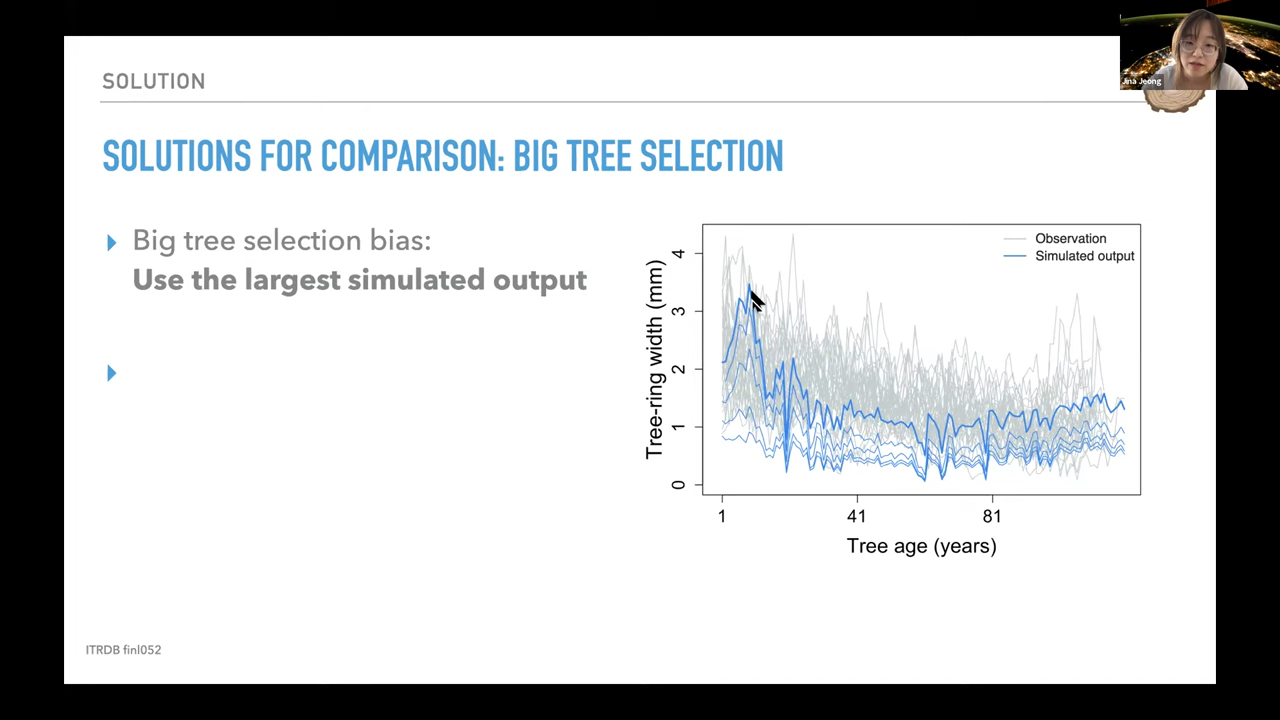 SOLUTION
Jina Jeong
SOLUTIONS FOR COMPARISON: BIG TREE SELECTION
Big tree selection bias:
Use the largest simulated output
Observation
Simulated output
Tree-ring width (mm)
4
3
2
1
0
1 41 81
Tree age (years)
ITRDB finl052